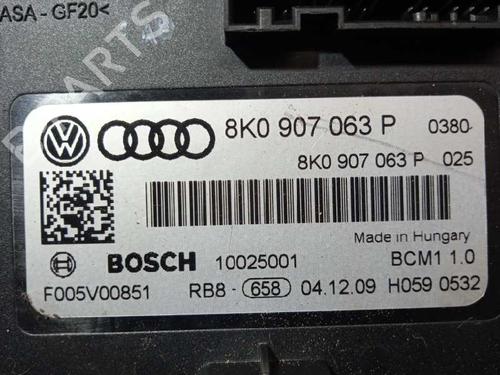 ASA - GF20<
PARTS
8K0 907 063 P 0380
8K0 907 063 P 025
Made in Hungary
BOSCH 10025001 BCM1 1.0
F005V00851 RB8- 658 04.12.09 H059 0532